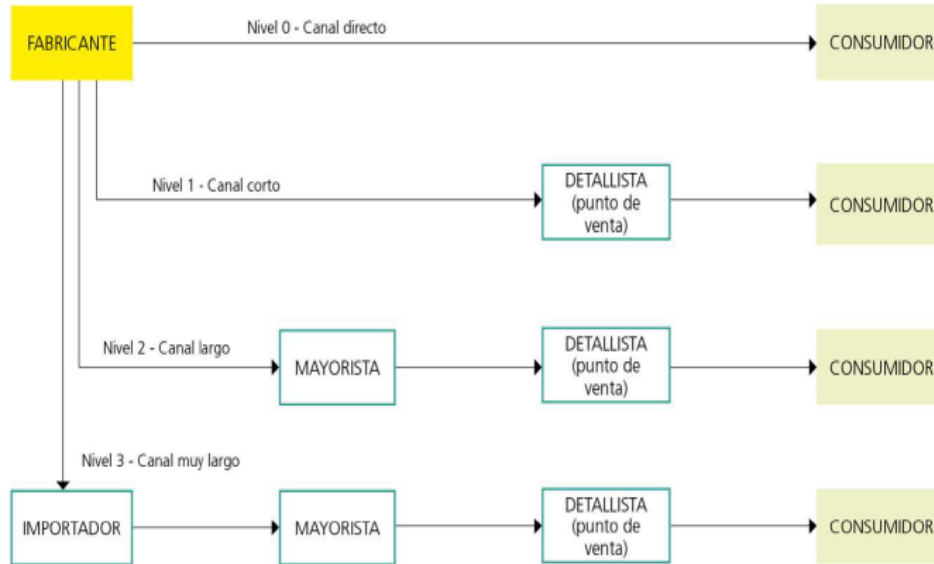 Nivel 0 - Canal directo
FABRICANTE
CONSUMIDOR
Nivel 1 - Canal corto
DETALLISTA
(punto de
venta)
CONSUMIDOR
Nivel 2 - Canal largo
MAYORISTA
DETALLISTA
(punto de
venta)
CONSUMIDOR
Nivel 3 - Canal muy largo
IMPORTADOR
MAYORISTA
DETALLISTA
(punto de
venta)
CONSUMIDOR